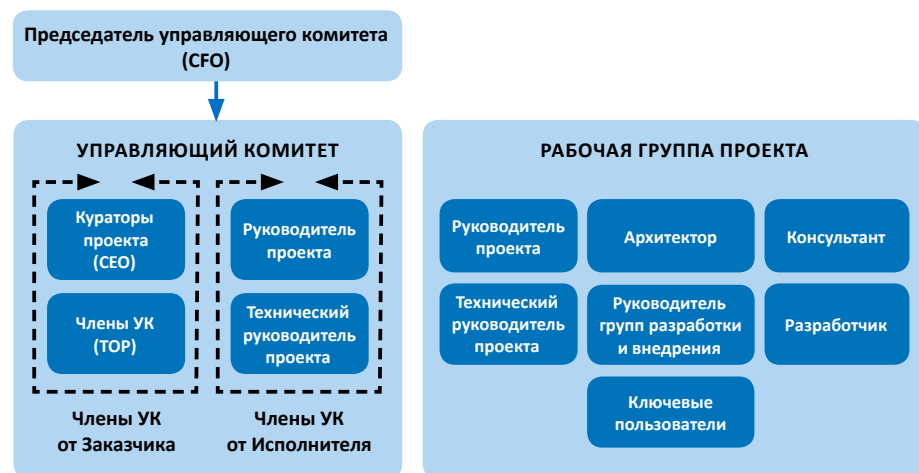 Председатель управляющего комитета
(CFO)
УПРАВЛЯЮЩИЙ КОМИТЕТ
Кураторы
проекта
(CEO)
Руководитель
проекта
Члены УК
(TOP)
Технический
руководитель
проекта
Члены УК
от Заказчика
Члены УК
от Исполнителя
РАБОЧАЯ ГРУППА ПРОЕКТА
Руководитель
проекта
Архитектор
Консультант
Технический
руководитель
проекта
Руководитель
групп разработки
и внедрения
Разработчик
Ключевые
пользователи